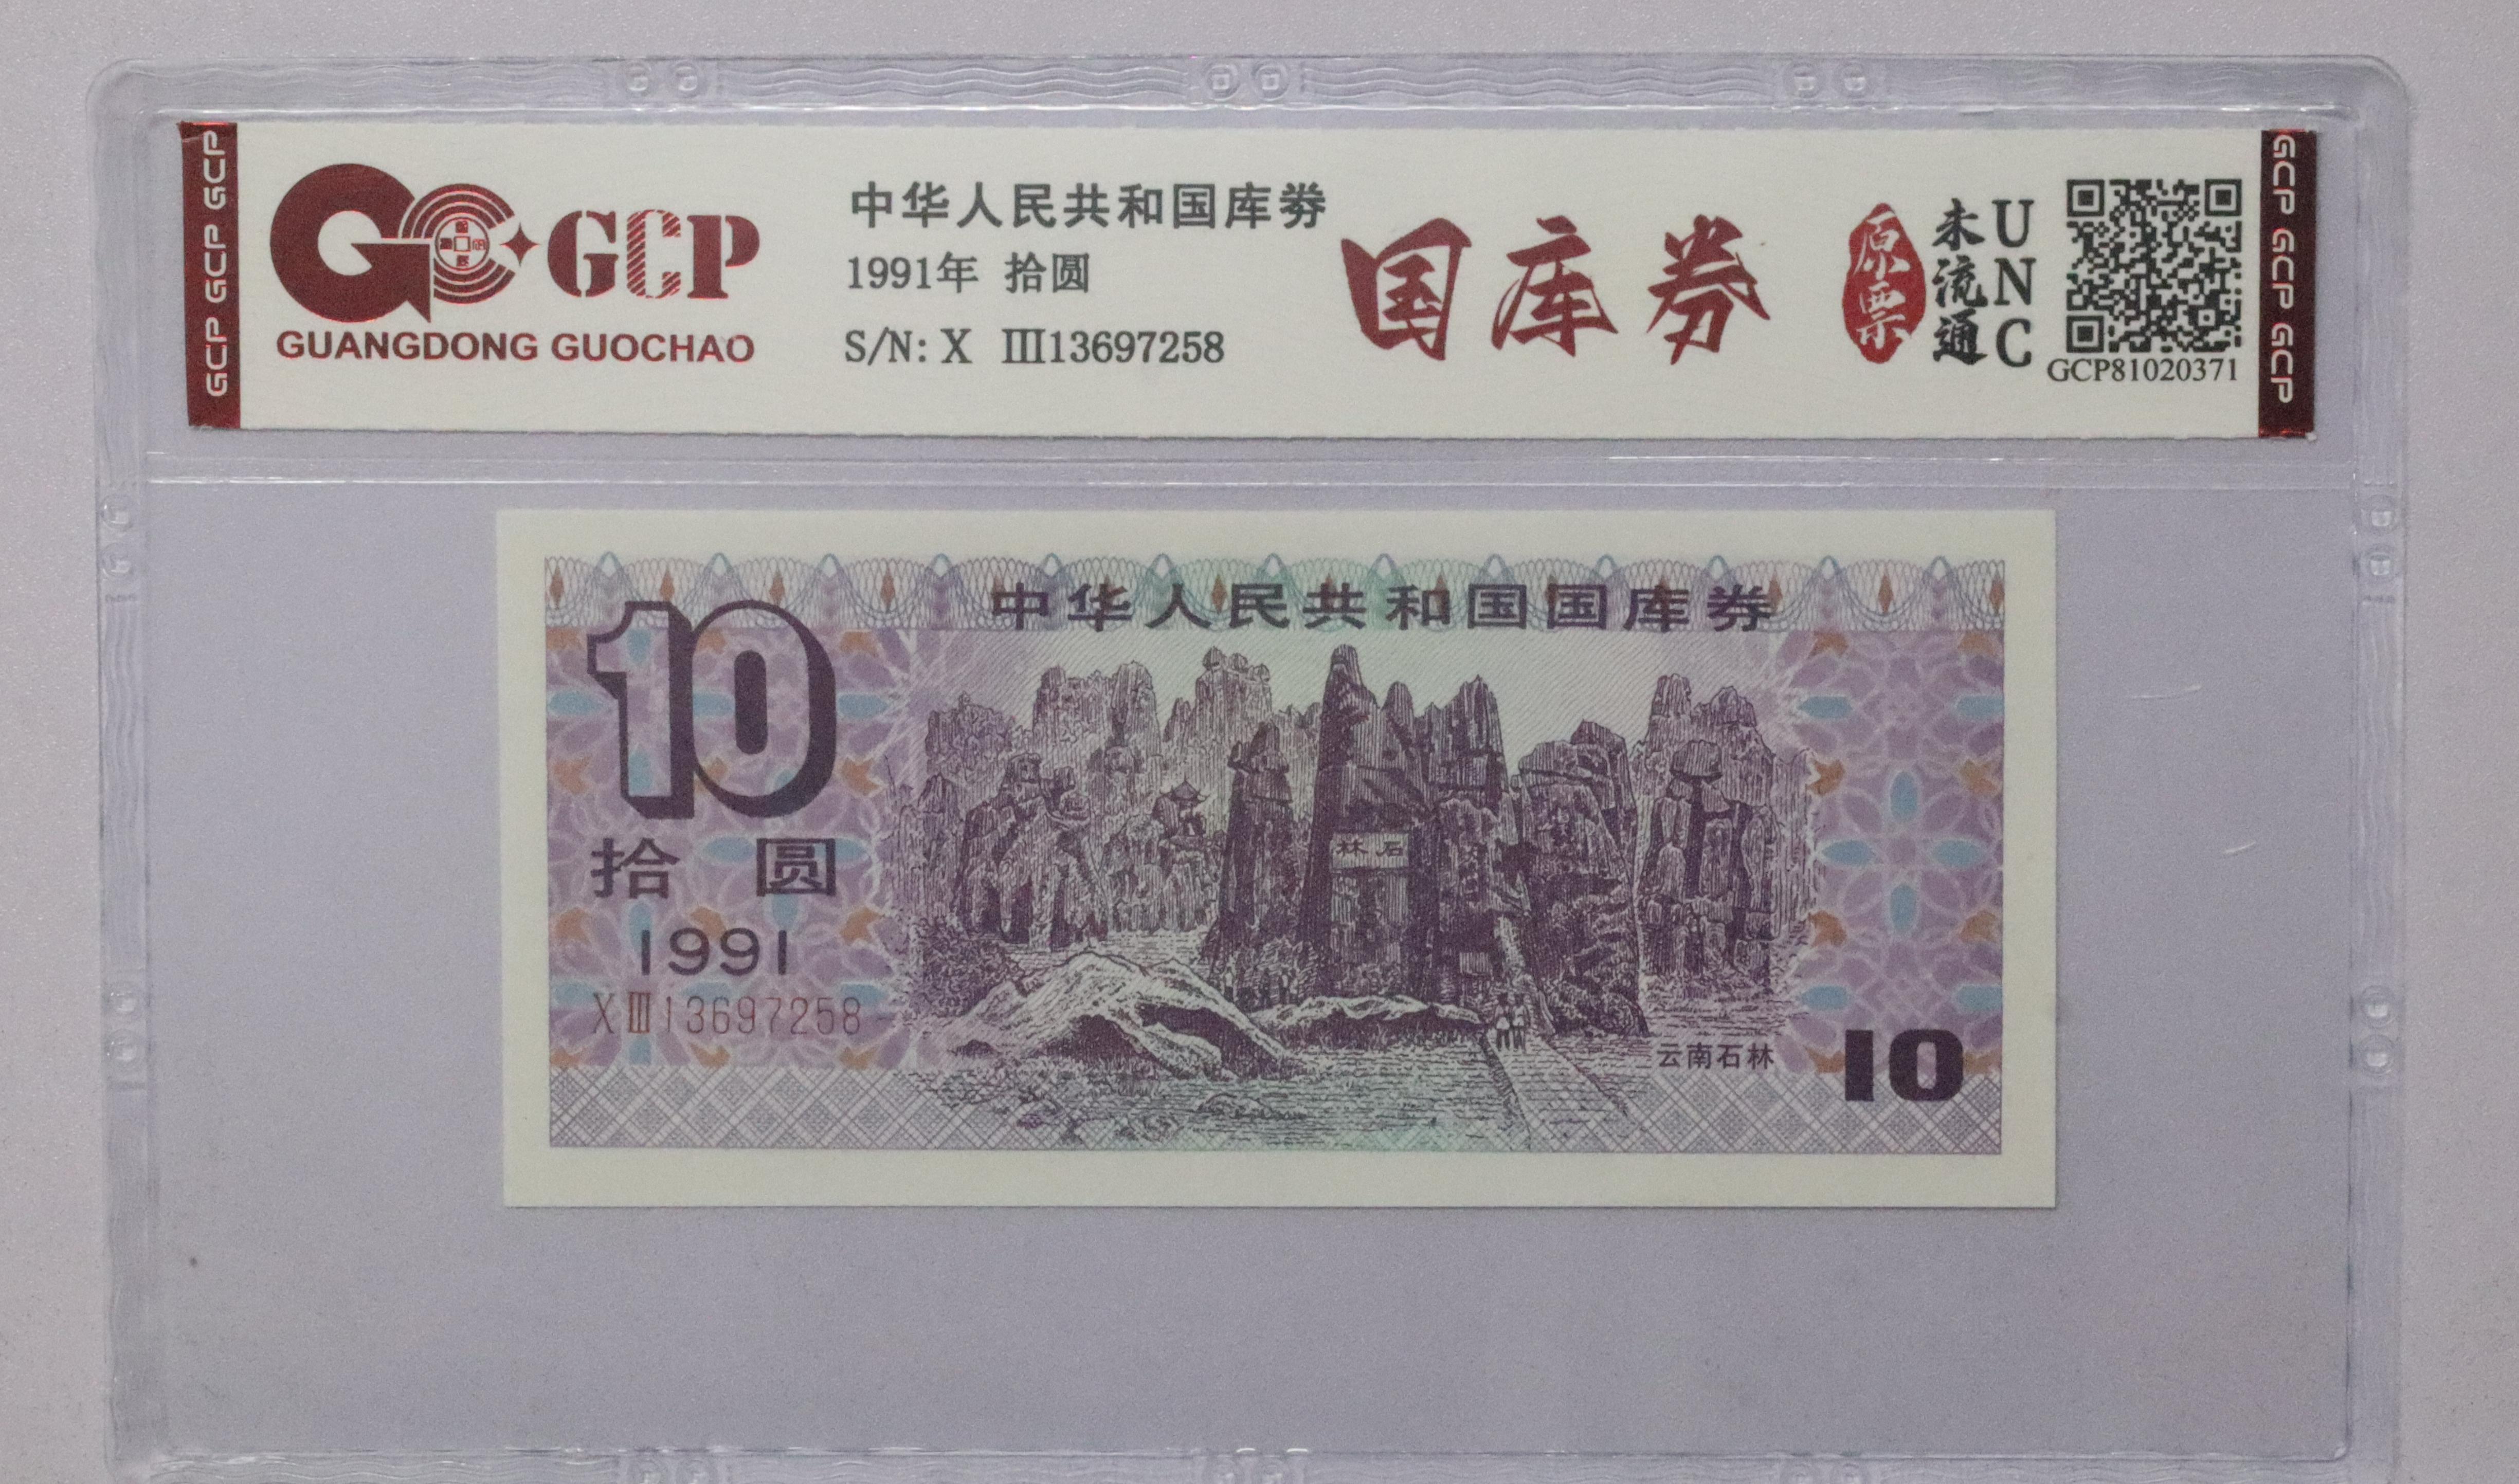 GCP GCP GCP
GCP
GUANGDONG GUOCHAO
中华人民共和国库劵
1991年 拾圆
S/N: X Ⅲ13697258
国库券
原票
未流通
UNC
GCP81020371
GCP GCP GCP
中华人民共和国国库券
10
拾圆
1991
XⅢ13697258
林石
云南石林
10